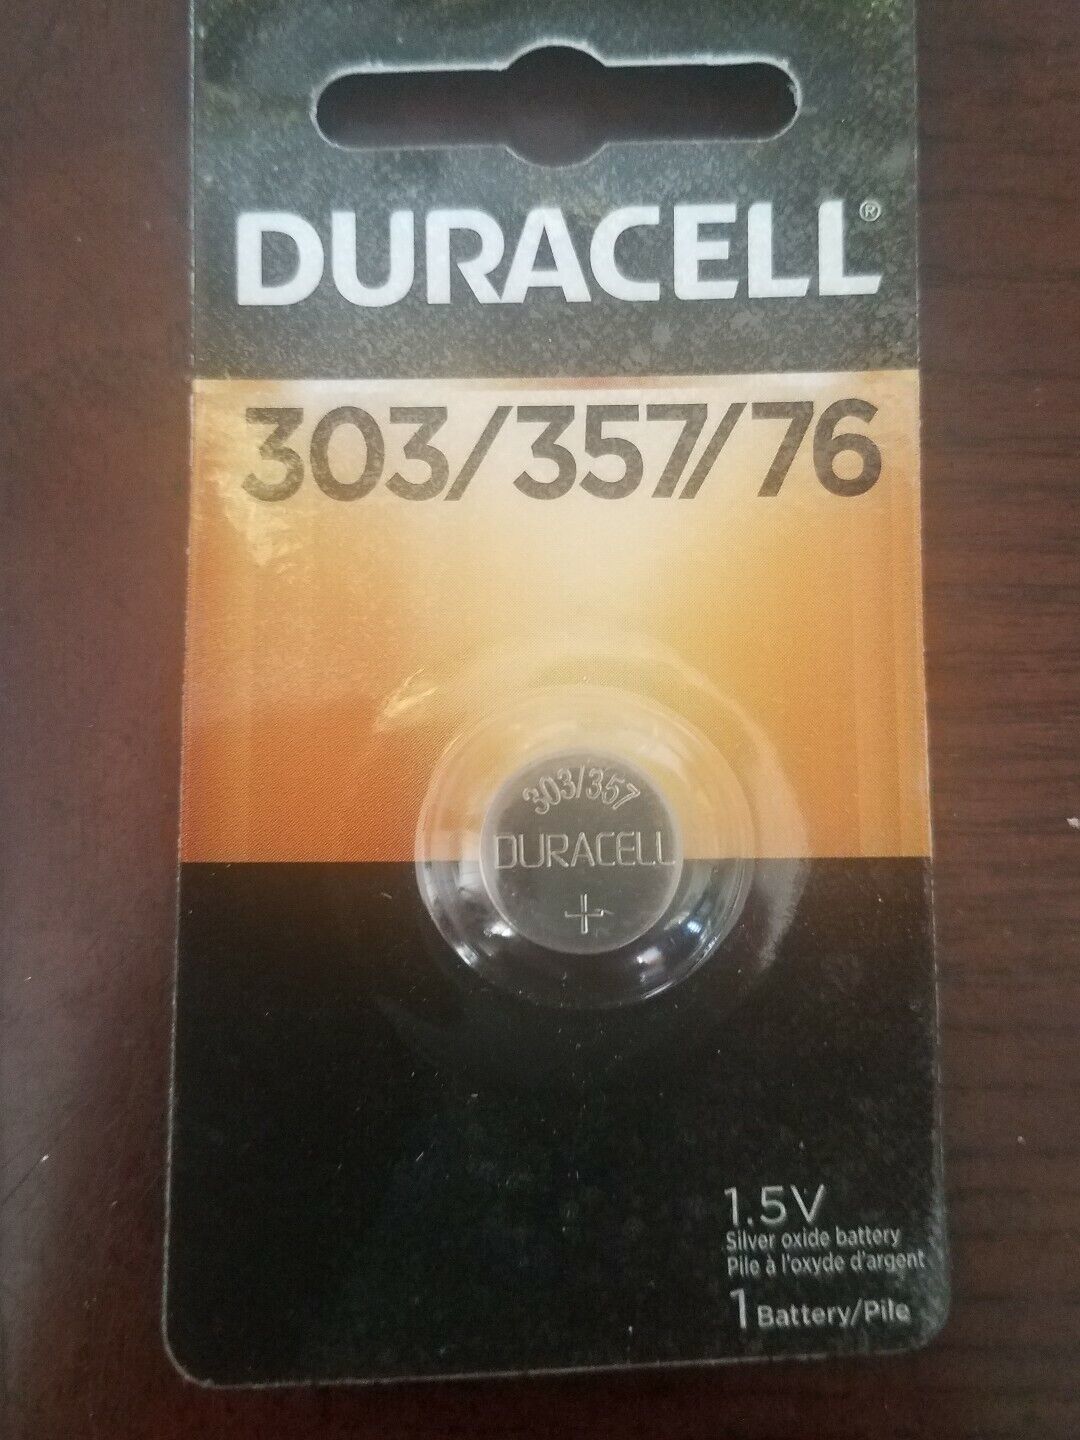 DURACELL®
303/357/76
303/357
DURACELL
+
1.5V
Silver oxide battery
Pile à l'oxyde d'argent
1 Battery/Pile